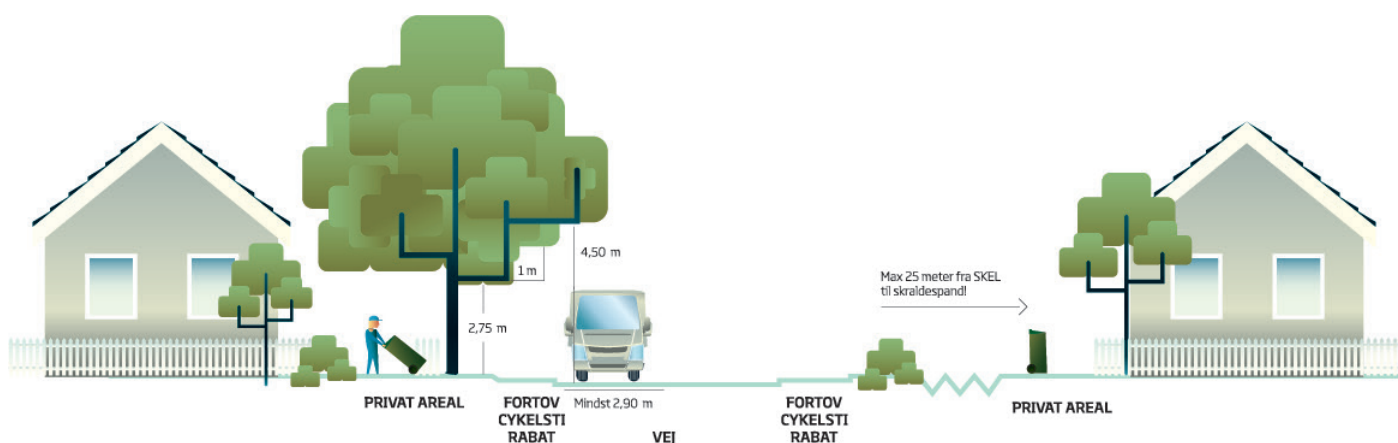 1 m
4,50 m
2,75 m
Max 25 meter fra SKEL
til skraldespand!
Mindst 2,90 m
PRIVAT AREAL
FORTOV
CYKELSTI
RABAT
VEJ
FORTOV
CYKELSTI
RABAT
PRIVAT AREAL